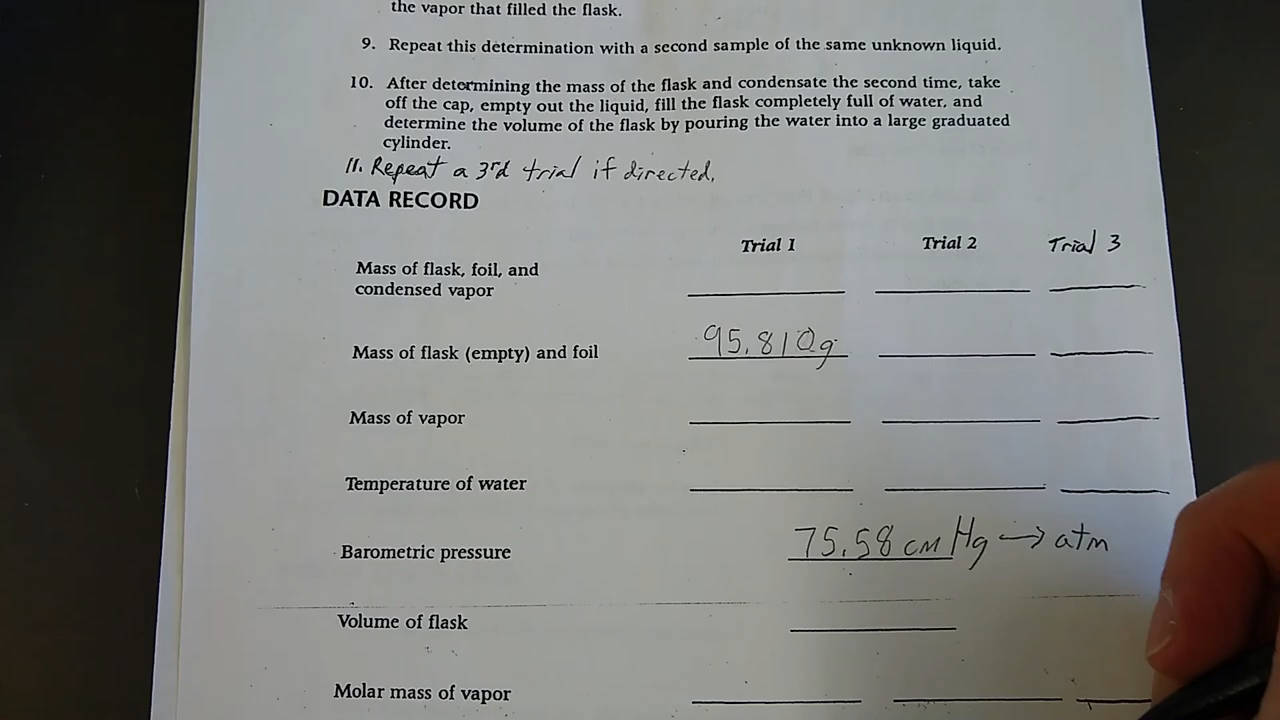 the vapor that filled the flask.
9. Repeat this determination with a second sample of the same unknown liquid.
10. After determining the mass of the flask and condensate the second time, take
off the cap, empty out the liquid, fill the flask completely full of water, and
determine the volume of the flask by pouring the water into a large graduated
cylinder.
11. Repeat a 3rd trial if directed.
DATA RECORD
Trial 1 Trial 2 Trial 3
Mass of flask, foil, and
condensed vapor
Mass of flask (empty) and foil 95.810g
Mass of vapor
Temperature of water
Barometric pressure 75.58 cm Hg → atm
Volume of flask
Molar mass of vapor